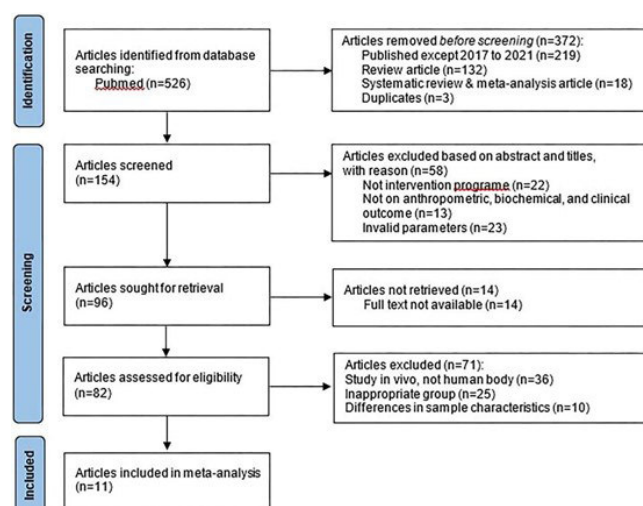 Identification
Articles identified from database
searching:
Pubmed (n=526)
Articles removed before screening (n=372):
Published except 2017 to 2021 (n=219)
Review article (n=132)
Systematic review & meta-analysis article (n=18)
Duplicates (n=3)
Screening
Articles screened
(n=154)
Articles excluded based on abstract and titles,
with reason (n=58)
Not intervention programe (n=22)
Not on anthropometric, biochemical, and clinical
outcome (n=13)
Invalid parameters (n=23)
Articles sought for retrieval
(n=96)
Articles not retrieved (n=14)
Full text not available (n=14)
Articles assessed for eligibility
(n=82)
Articles excluded (n=71):
Study in vivo, not human body (n=36)
Inappropriate group (n=25)
Differences in sample characteristics (n=10)
Included
Articles included in meta-analysis
(n=11)